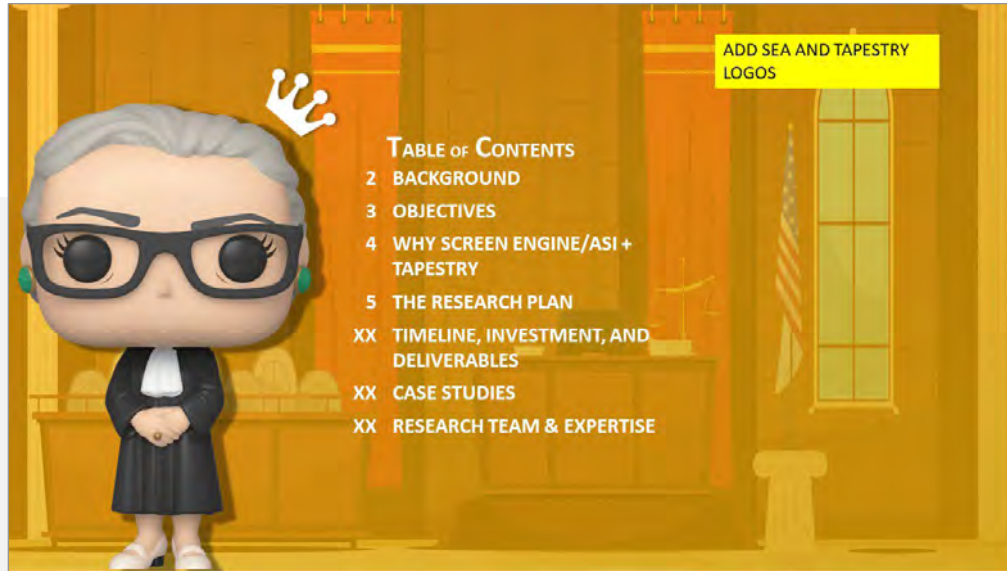 ADD SEA AND TAPESTRY
LOGOS
TABLE OF CONTENTS
2 BACKGROUND
3 OBJECTIVES
4 WHY SCREEN ENGINE/ASI +
TAPESTRY
5 THE RESEARCH PLAN
XX TIMELINE, INVESTMENT, AND
DELIVERABLES
XX CASE STUDIES
XX RESEARCH TEAM & EXPERTISE